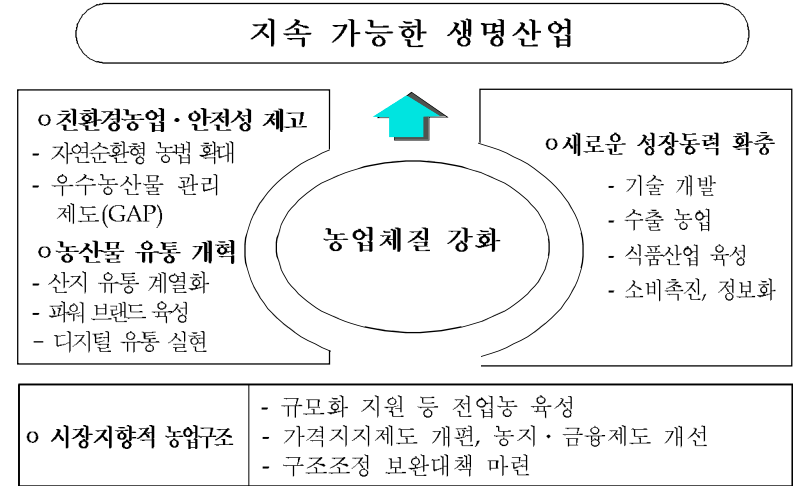 지속 가능한 생명산업
ㅇ친환경농업·안전성 제고
- 자연순환형 농법 확대
- 우수농산물 관리
제도(GAP)
ㅇ농산물 유통 개혁
- 산지 유통 계열화
- 파워 브랜드 육성
- 디지털 유통 실현
농업체질 강화
ㅇ새로운 성장동력 확충
- 기술 개발
- 수출 농업
- 식품산업 육성
- 소비촉진, 정보화
ㅇ 시장지향적 농업구조
- 규모화 지원 등 전업농 육성
- 가격지지제도 개편, 농지·금융제도 개선
- 구조조정 보완대책 마련